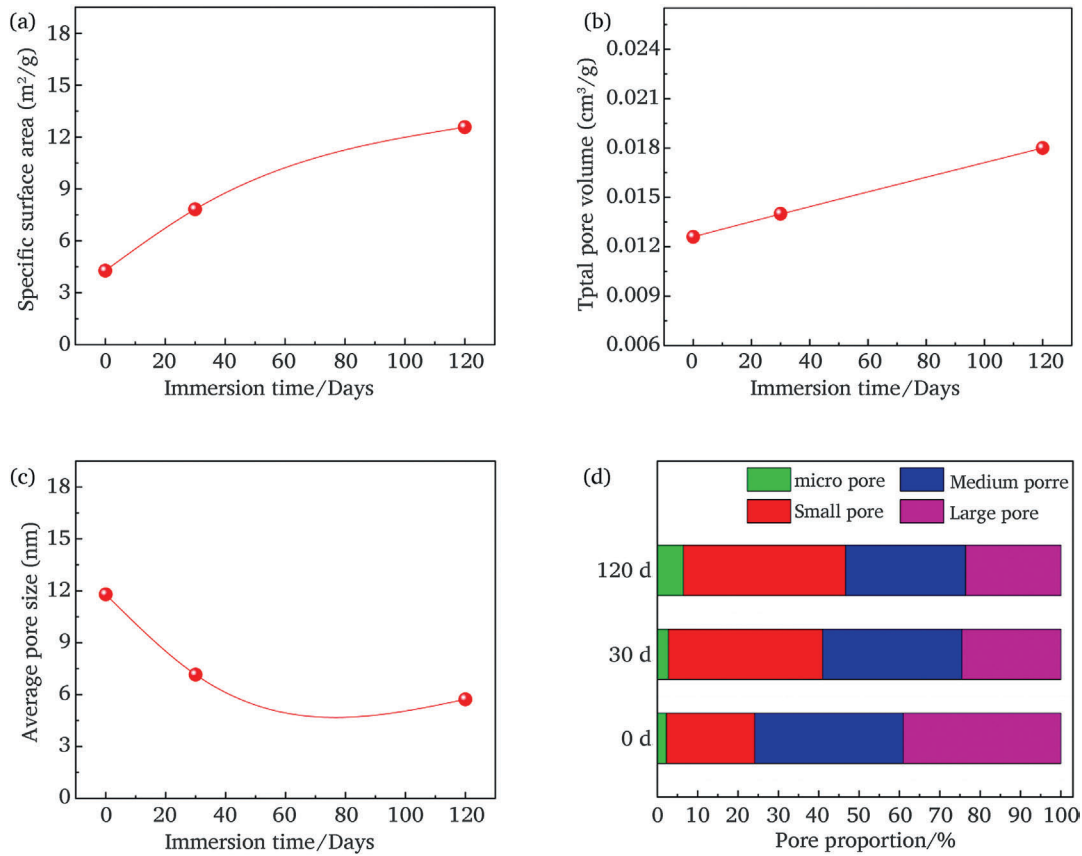 (a)
Specific surface area (m²/g)
18
15
12
9
6
3
0
0 20 40 60 80 100 120
Immersion time/Days
(b)
Tptal pore volume (cm³/g)
0.024
0.021
0.018
0.015
0.012
0.009
0.006
0 20 40 60 80 100 120
Immersion time/Days
(c)
Average pore size (nm)
18
15
12
9
6
3
0
0 20 40 60 80 100 120
Immersion time/Days
(d)
micro pore Medium porre
Small pore Large pore
120 d
30 d
0 d
0 10 20 30 40 50 60 70 80 90 100
Pore proportion/%